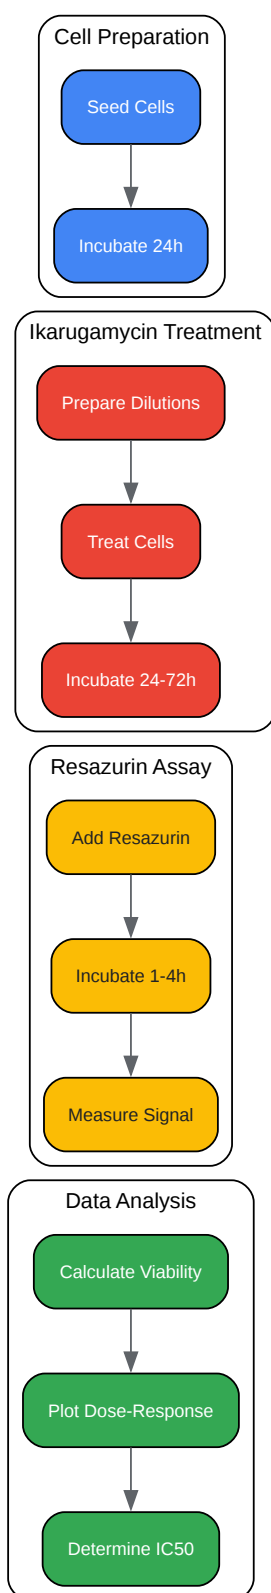 Cell Preparation
Seed Cells
Incubate 24h
Ikarugamycin Treatment
Prepare Dilutions
Treat Cells
Incubate 24-72h
Resazurin Assay
Add Resazurin
Incubate 1-4h
Measure Signal
Data Analysis
Calculate Viability
Plot Dose-Response
Determine IC50